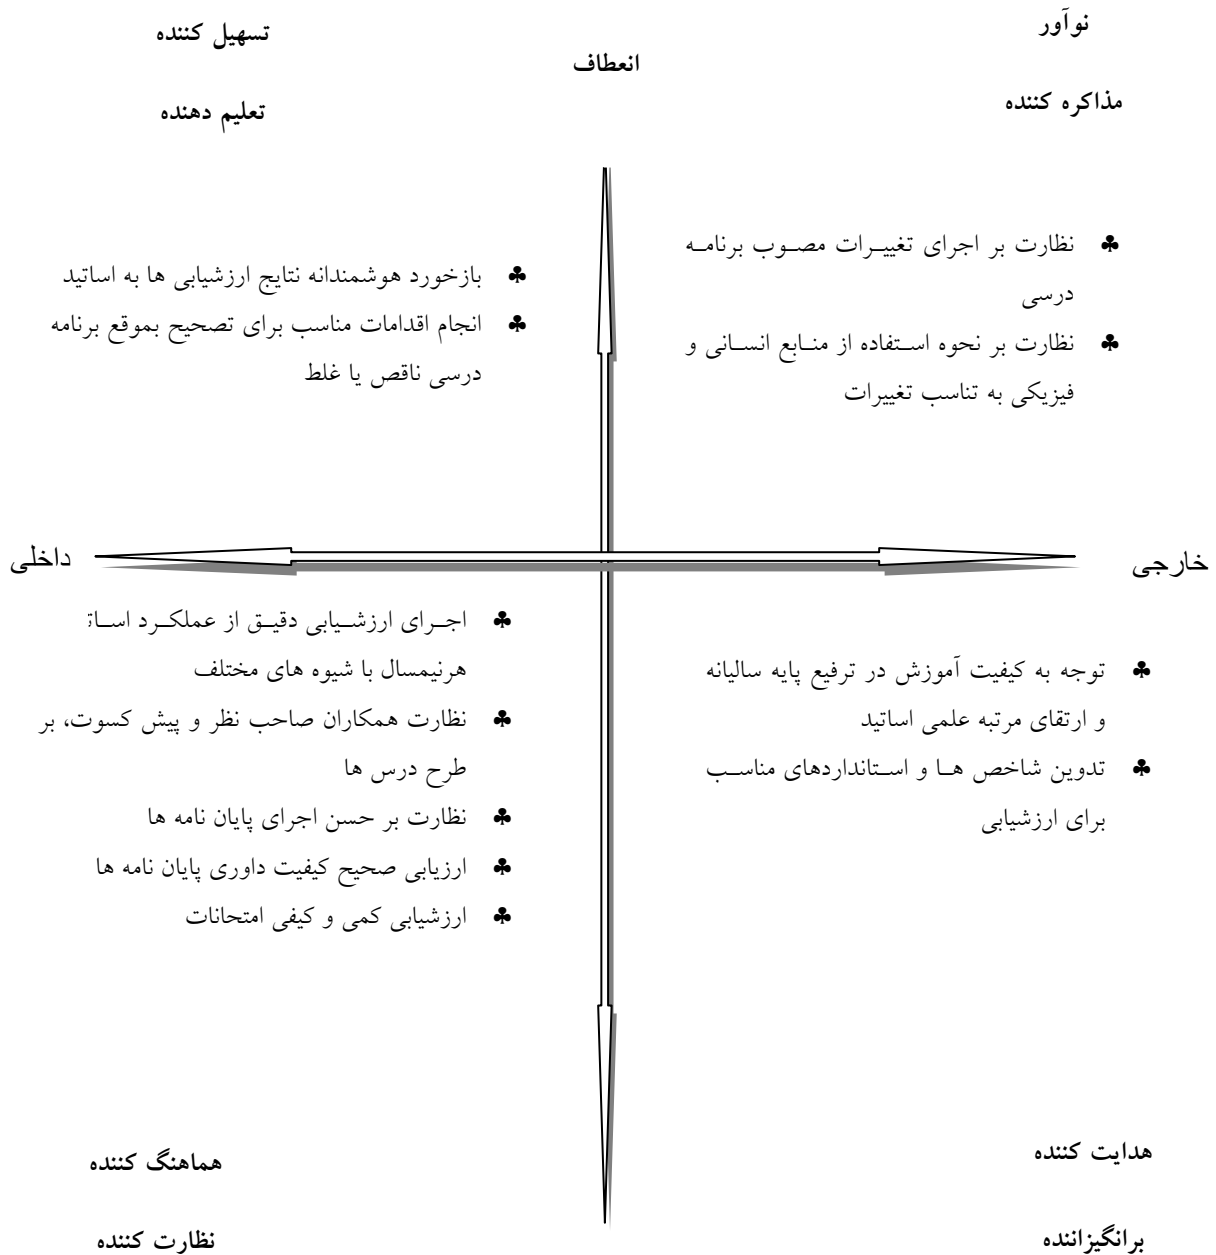 نوآور
تسهیل کننده
انعطاف
مذاکره کننده
تعلیم دهنده
♣ نظارت بر اجرای تغییرات مصوب برنامه
درسی
♣ نظارت بر نحوه استفاده از منابع انسانی و
فیزیکی به تناسب تغییرات
♣ بازخورد هوشمندانه نتایج ارزشیابی ها به اساتید
♣ انجام اقدامات مناسب برای تصحیح بموقع برنامه
درسی ناقص یا غلط
خارجی
داخلی
♣ توجه به کیفیت آموزش در ترفیع پایه سالیانه
و ارتقای مرتبه علمی اساتید
♣ تدوین شاخص ها و استانداردهای مناسب
برای ارزشیابی
♣ اجرای ارزشیابی دقیق از عملکرد
هرنیمسال با شیوه های مختلف
♣ نظارت همکاران صاحب نظر و پیش کسوت، بر
طرح درس ها
♣ نظارت بر حسن اجرای پایان نامه ها
♣ ارزیابی صحیح کیفیت داوری پایان نامه ها
♣ ارزشیابی کمی و کیفی امتحانات
هدایت کننده
هماهنگ کننده
برانگیزاننده
نظارت کننده